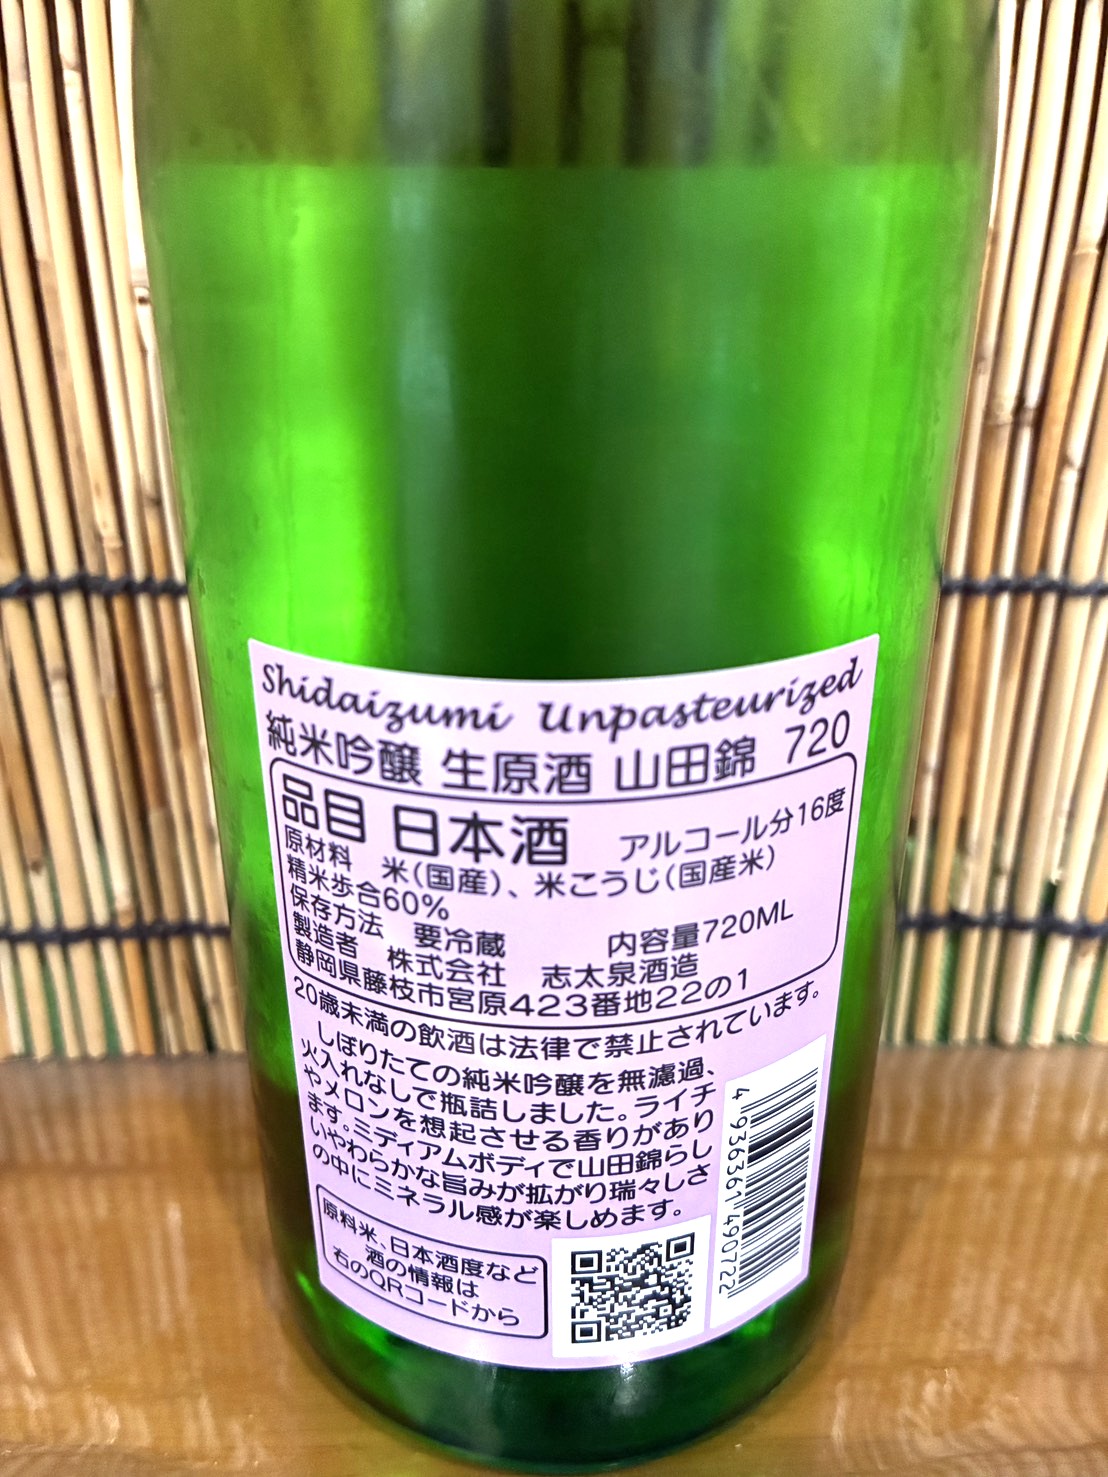 Shidaizumi Unpasteurized
純米吟醸 生原酒 山田錦 720
品目 日本酒 アルコール分16度
原材料 米(国産)、米こうじ(国産米)
精米歩合60%
保存方法 要冷蔵 内容量720ML
製造者 株式会社 志太泉酒造
静岡県藤枝市宮原423番地22の1
20歳未満の飲酒は法律で禁止されています。
しぼりたての純米吟醸を無濾過、
火入れなしで瓶詰しました。ライチ
やメロンを想起させる香りがあり
ます。ミディアムボディで山田錦らし
いやわらかな旨みが拡がり瑞々しさ
の中にミネラル感が楽しめます。
原料米、日本酒度など
酒の情報は
右のQRコードから
4 936361 490722